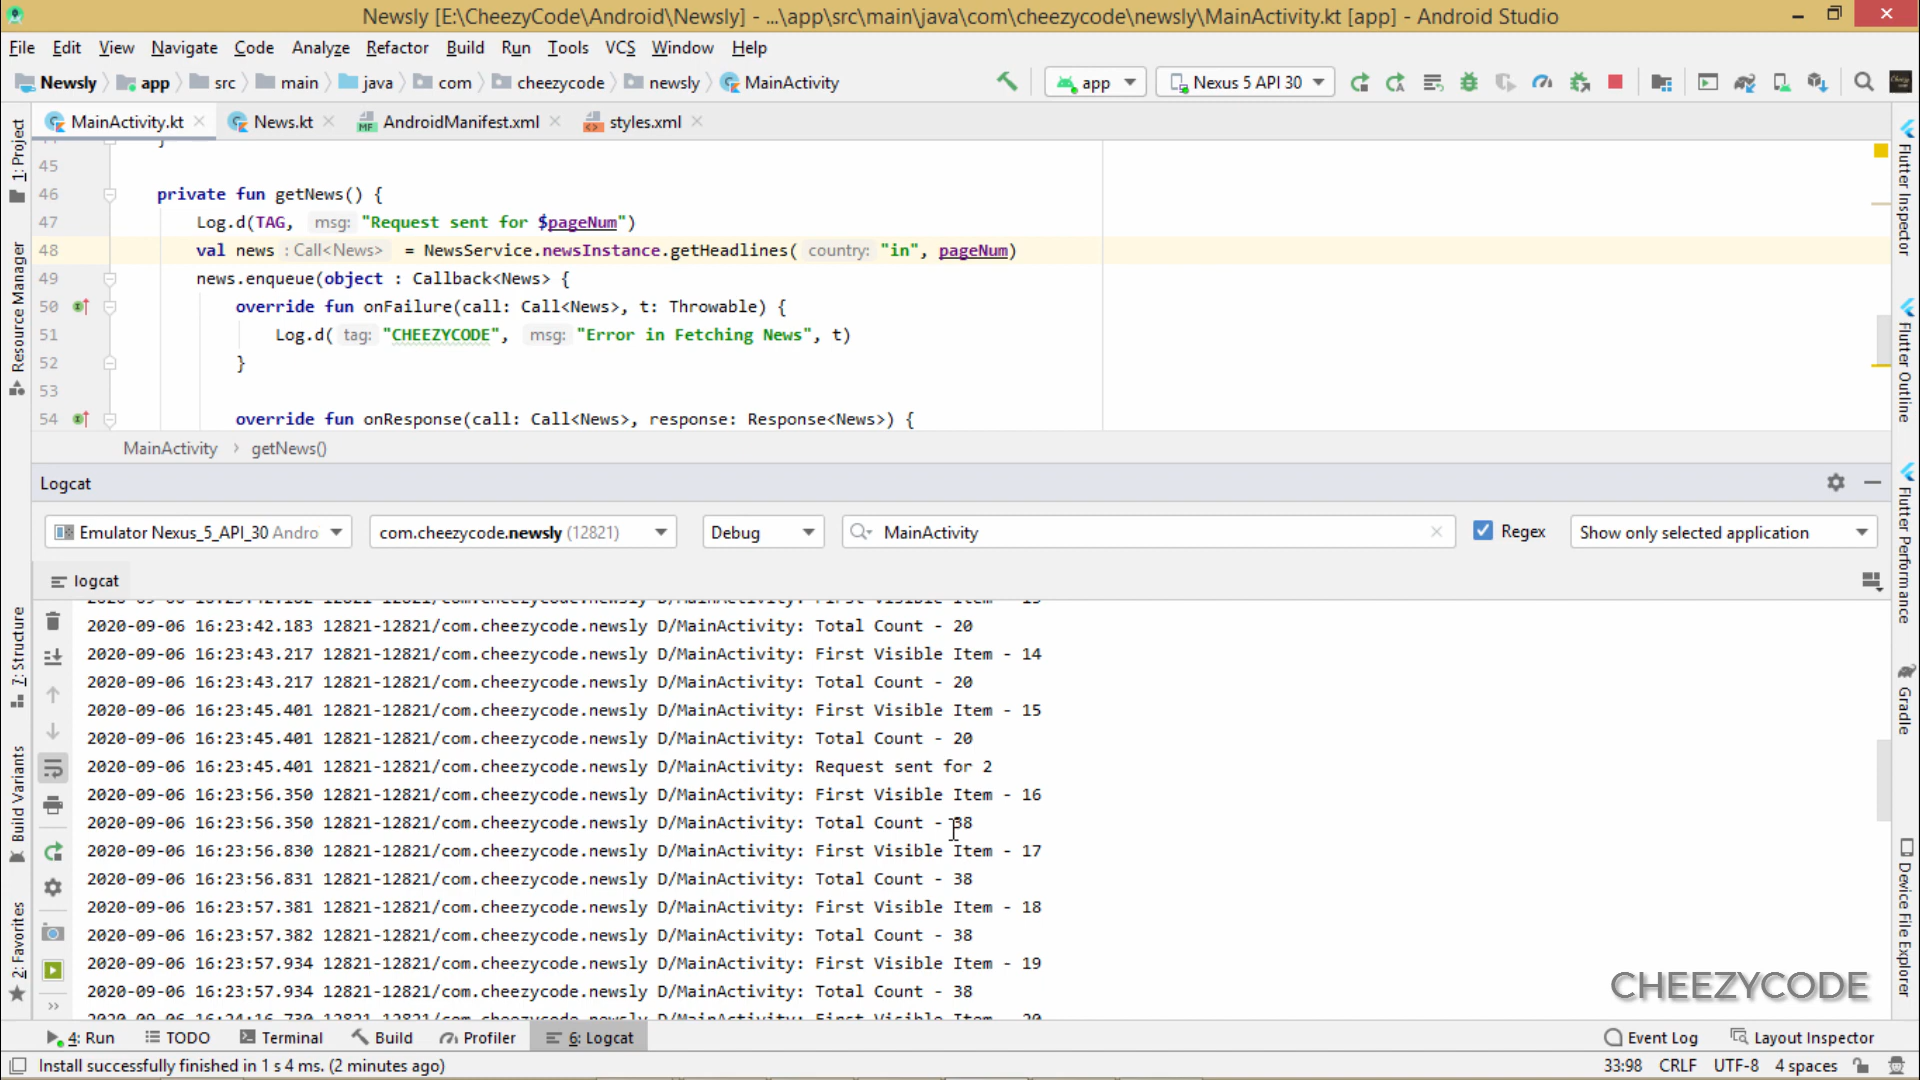 Newsly [E:\CheezyCode\Android\Newsly] - ...\app\src\main\java\com\cheezycode\newsly\MainActivity.kt [app] - Android Studio
File Edit View Navigate Code Analyze Refactor Build Run Tools VCS Window Help
Newsly app src main java com cheezycode newsly MainActivity app Nexus 5 API 30
MainActivity.kt News.kt AndroidManifest.xml styles.xml
45
46 private fun getNews() {
47 Log.d(TAG, msg: "Request sent for $pageNum")
48 val news : Call<News> = NewsService.newsInstance.getHeadlines( country: "in", pageNum)
49 news.enqueue(object : Callback<News> {
50 override fun onFailure(call: Call<News>, t: Throwable) {
51 Log.d( tag: "CHEEZYCODE", msg: "Error in Fetching News", t)
52 }
53
54 override fun onResponse(call: Call<News>, response: Response<News>) {
MainActivity › getNews()
Logcat
Emulator Nexus_5_API_30 Andro com.cheezycode.newsly (12821) Debug MainActivity Regex Show only selected application
logcat
2020-09-06 16:23:42.183 12821-12821/com.cheezycode.newsly D/MainActivity: Total Count - 20
2020-09-06 16:23:43.217 12821-12821/com.cheezycode.newsly D/MainActivity: First Visible Item - 14
2020-09-06 16:23:43.217 12821-12821/com.cheezycode.newsly D/MainActivity: Total Count - 20
2020-09-06 16:23:45.401 12821-12821/com.cheezycode.newsly D/MainActivity: First Visible Item - 15
2020-09-06 16:23:45.401 12821-12821/com.cheezycode.newsly D/MainActivity: Total Count - 20
2020-09-06 16:23:45.401 12821-12821/com.cheezycode.newsly D/MainActivity: Request sent for 2
2020-09-06 16:23:56.350 12821-12821/com.cheezycode.newsly D/MainActivity: First Visible Item - 16
2020-09-06 16:23:56.350 12821-12821/com.cheezycode.newsly D/MainActivity: Total Count - 38
2020-09-06 16:23:56.830 12821-12821/com.cheezycode.newsly D/MainActivity: First Visible Item - 17
2020-09-06 16:23:56.831 12821-12821/com.cheezycode.newsly D/MainActivity: Total Count - 38
2020-09-06 16:23:57.381 12821-12821/com.cheezycode.newsly D/MainActivity: First Visible Item - 18
2020-09-06 16:23:57.382 12821-12821/com.cheezycode.newsly D/MainActivity: Total Count - 38
2020-09-06 16:23:57.934 12821-12821/com.cheezycode.newsly D/MainActivity: First Visible Item - 19
2020-09-06 16:23:57.934 12821-12821/com.cheezycode.newsly D/MainActivity: Total Count - 38
CHEEZYCODE
4: Run TODO Terminal Build Profiler 6: Logcat Event Log Layout Inspector
Install successfully finished in 1 s 4 ms. (2 minutes ago) 33:98 CRLF UTF-8 4 spaces
1: Project
Resource Manager
7: Structure
Build Variants
2: Favorites
Flutter Inspector
Flutter Outline
Flutter Performance
Gradle
Device File Explorer